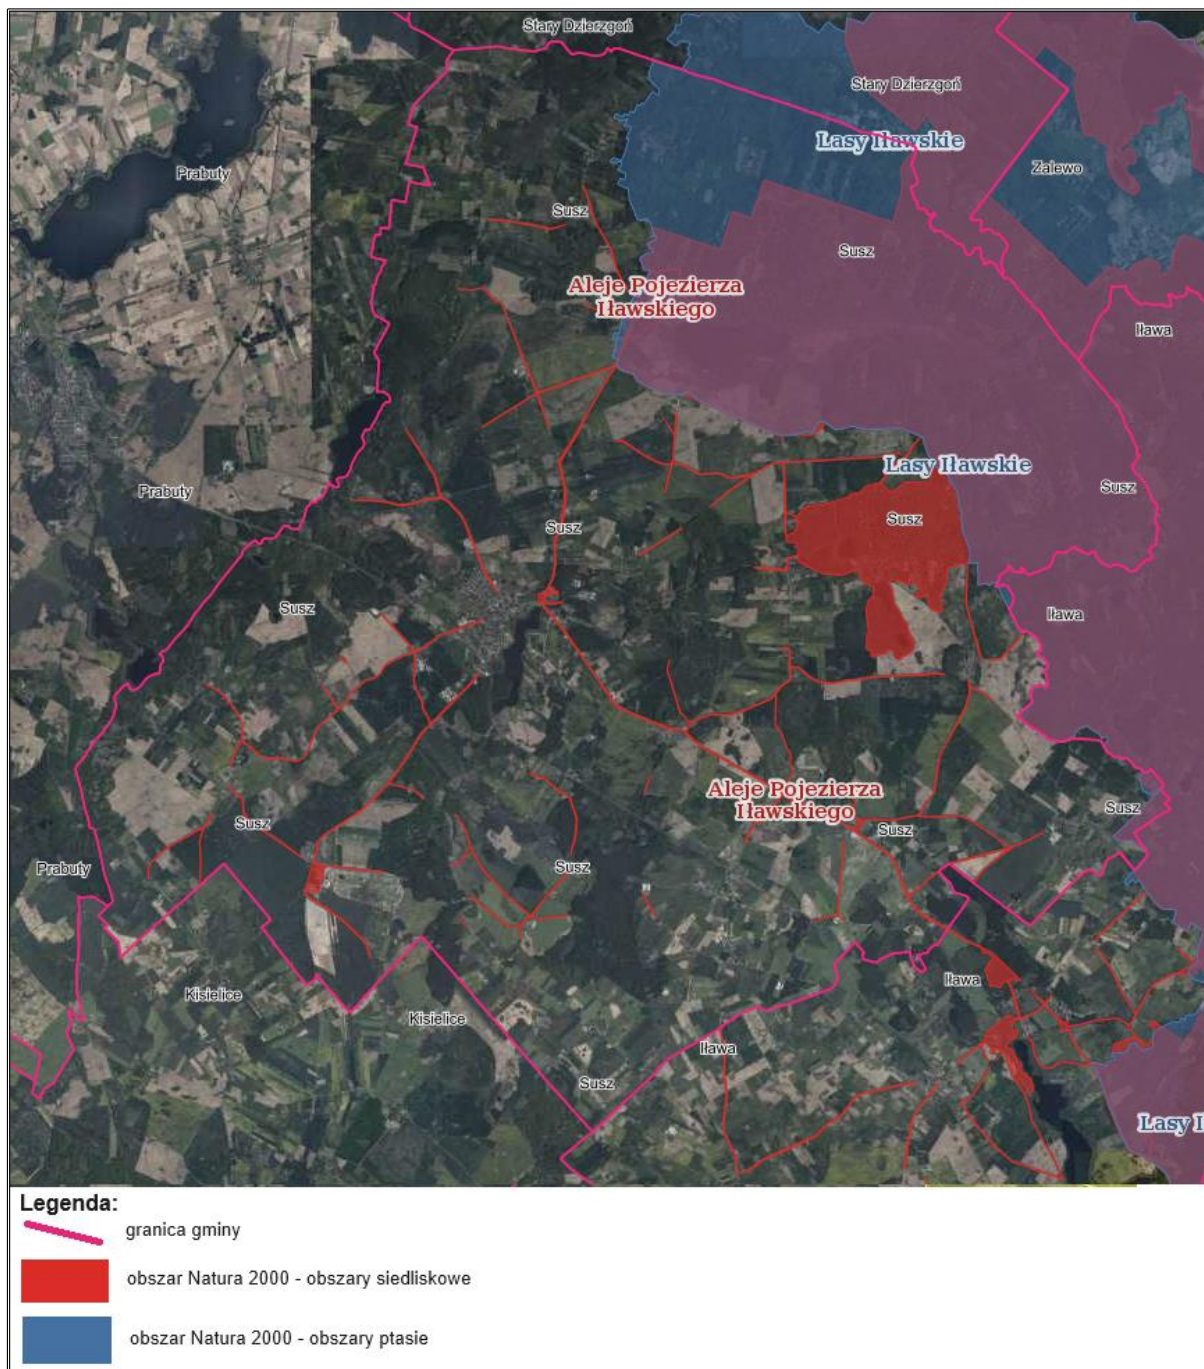 Stary Dzierzgoń
Stary Dzierzgoń
Lasy Iławskie
Zalewo
Prabuty
Susz
Susz
Aleje Pojezierza
Iławskiego
Iława
Lasy Iławskie
Susz
Prabuty
Susz
Susz
Susz
Iława
Aleje Pojezierza
Iławskiego
Susz
Susz
Susz
Prabuty
Susz
Iława
Kisielice
Kisielice
Iława
Susz
Lasy I
Legenda:
granica gminy
obszar Natura 2000 - obszary siedliskowe
obszar Natura 2000 - obszary ptasie